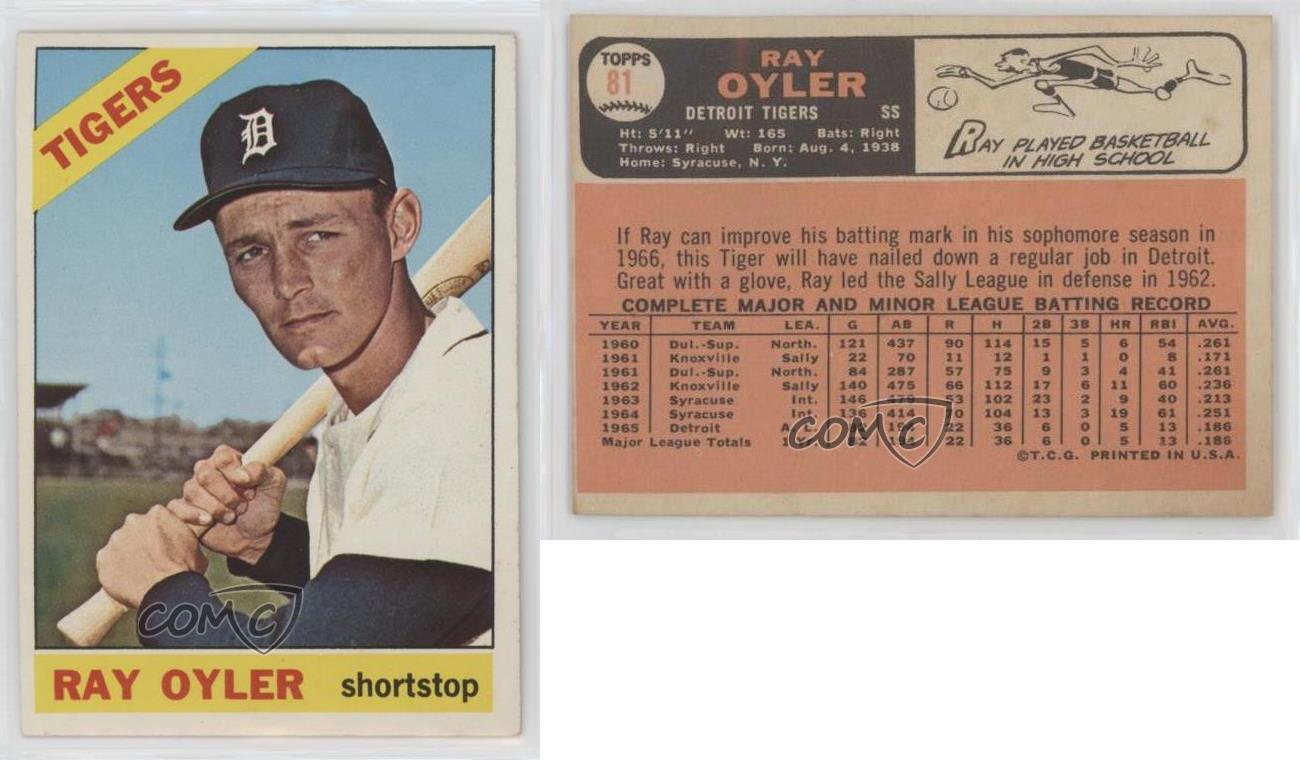 TIGERS
D
COMC
RAY OYLER shortstop
TOPPS
81
RAY
OYLER
DETROIT TIGERS SS
Ht: 5'11" Wt: 165 Bats: Right
Throws: Right Born: Aug. 4, 1938
Home: Syracuse, N. Y.
RAY PLAYED BASKETBALL
IN HIGH SCHOOL
If Ray can improve his batting mark in his sophomore season in
1966, this Tiger will have nailed down a regular job in Detroit.
Great with a glove, Ray led the Sally League in defense in 1962.
COMPLETE MAJOR AND MINOR LEAGUE BATTING RECORD
YEAR TEAM LEA. G AB R H 2B 3B HR RBI AVG.
1960 Dul.-Sup. North. 121 437 90 114 15 5 6 54 .261
1961 Knoxville Sally 22 70 11 12 1 1 0 8 .171
1961 Dul.-Sup. North. 84 287 57 75 9 3 4 41 .261
1962 Knoxville Sally 140 475 66 112 17 6 11 60 .236
1963 Syracuse Int. 146 479 53 102 23 2 9 40 .213
1964 Syracuse Int. 136 414 70 104 13 3 19 61 .251
1965 Detroit 22 36 6 0 5 13 .186
Major League Totals 22 36 6 0 5 13 .186
COMC
©T.C.G. PRINTED IN U.S.A.